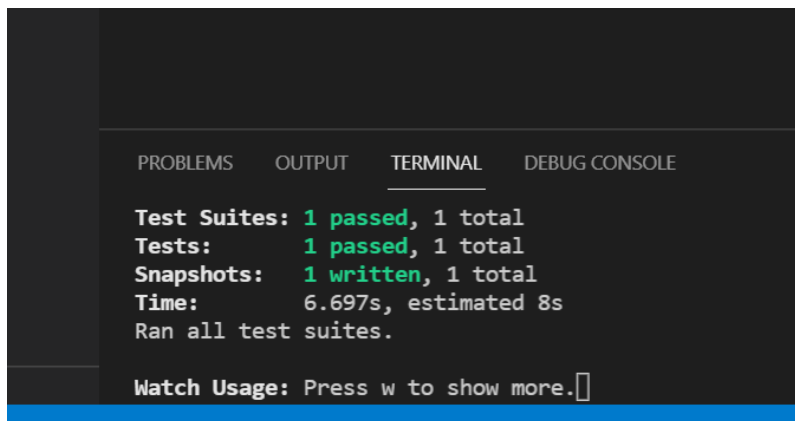 PROBLEMS OUTPUT TERMINAL DEBUG CONSOLE
Test Suites: 1 passed, 1 total
Tests: 1 passed, 1 total
Snapshots: 1 written, 1 total
Time: 6.697s, estimated 8s
Ran all test suites.
Watch Usage: Press w to show more.